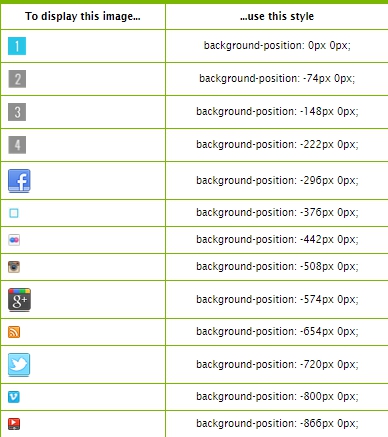 To display this image... ...use this style
1 background-position: 0px 0px;
2 background-position: -74px 0px;
3 background-position: -148px 0px;
4 background-position: -222px 0px;
f background-position: -296px 0px;
background-position: -376px 0px;
background-position: -442px 0px;
background-position: -508px 0px;
g+ background-position: -574px 0px;
background-position: -654px 0px;
background-position: -720px 0px;
v background-position: -800px 0px;
background-position: -866px 0px;